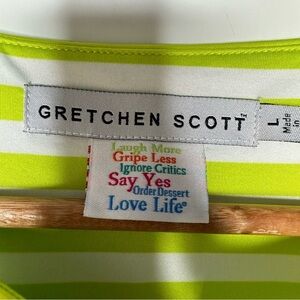 GRETCHEN SCOTT
L
Made
in
Laugh More
Gripe Less
Ignore Critics
Say Yes
Order Dessert
Love Life®